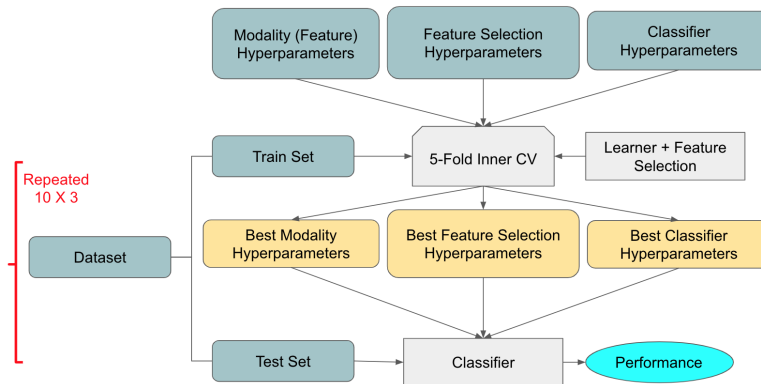 Modality (Feature)
Hyperparameters
Feature Selection
Hyperparameters
Classifier
Hyperparameters
Train Set
5-Fold Inner CV
Learner + Feature
Selection
Repeated
10 X 3
Dataset
Best Modality
Hyperparameters
Best Feature Selection
Hyperparameters
Best Classifier
Hyperparameters
Test Set
Classifier
Performance